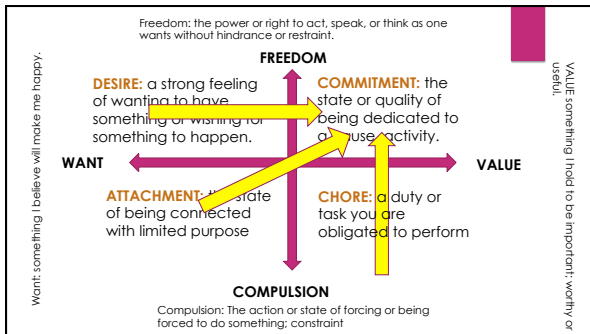 Freedom: the power or right to act, speak, or think as one
wants without hindrance or restraint.
FREEDOM
DESIRE: a strong feeling
of wanting to have
something or wishing for
something to happen.
COMMITMENT: the
state or quality of
being dedicated to
a cause activity.
WANT
VALUE
ATTACHMENT: the state
of being connected
with limited purpose
CHORE: a duty or
task you are
obligated to perform
COMPULSION
Compulsion: The action or state of forcing or being
forced to do something; constraint
Want: something I believe will make me happy.
VALUE something I hold to be important; worthy or
useful.